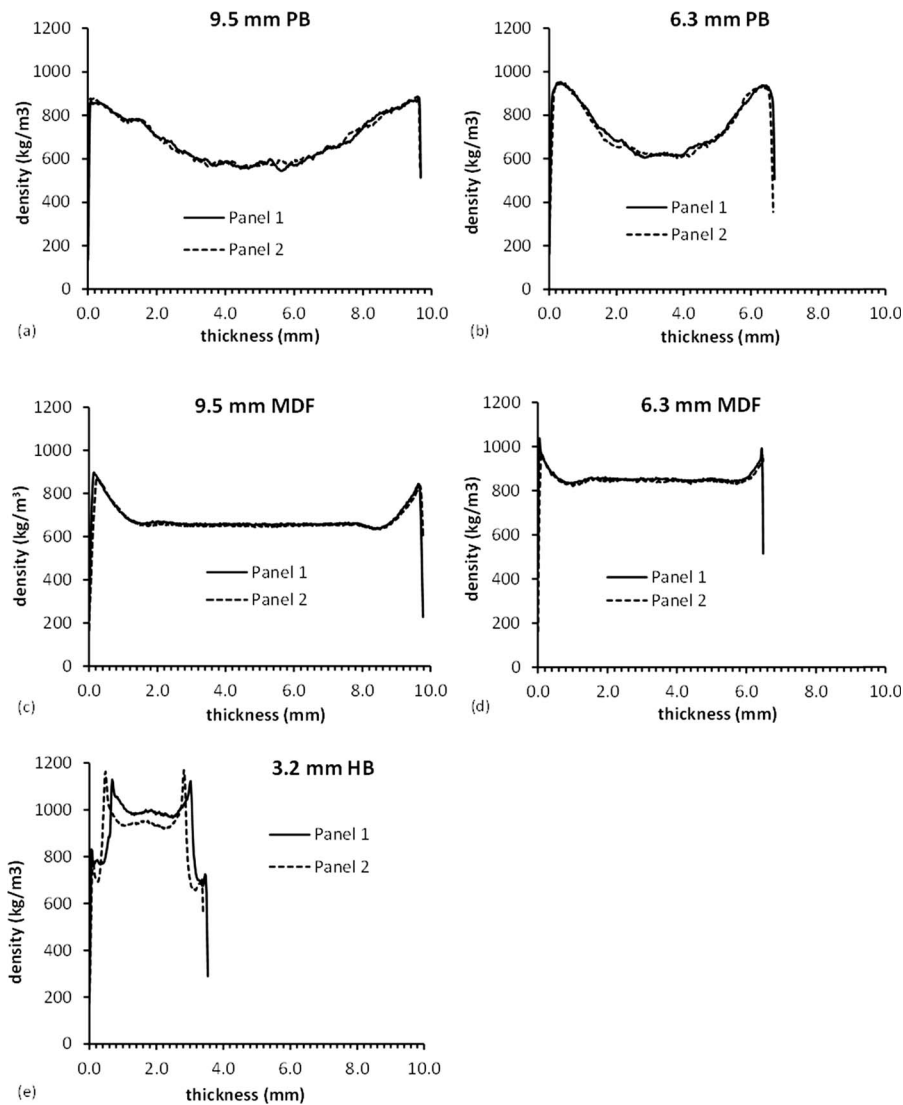 9.5 mm PB
1200
1000
800
600
400
200
0
density (kg/m3)
Panel 1
Panel 2
0.0 2.0 4.0 6.0 8.0 10.0
thickness (mm)
(a)
6.3 mm PB
1200
1000
800
600
400
200
0
density (kg/m3)
Panel 1
Panel 2
0.0 2.0 4.0 6.0 8.0 10.0
thickness (mm)
(b)
9.5 mm MDF
1200
1000
800
600
400
200
0
density (kg/m³)
Panel 1
Panel 2
0.0 2.0 4.0 6.0 8.0 10.0
thickness (mm)
(c)
6.3 mm MDF
1200
1000
800
600
400
200
0
density (kg/m3)
Panel 1
Panel 2
0.0 2.0 4.0 6.0 8.0 10.0
thickness (mm)
(d)
3.2 mm HB
1200
1000
800
600
400
200
0
density (kg/m3)
Panel 1
Panel 2
0.0 2.0 4.0 6.0 8.0 10.0
thickness (mm)
(e)